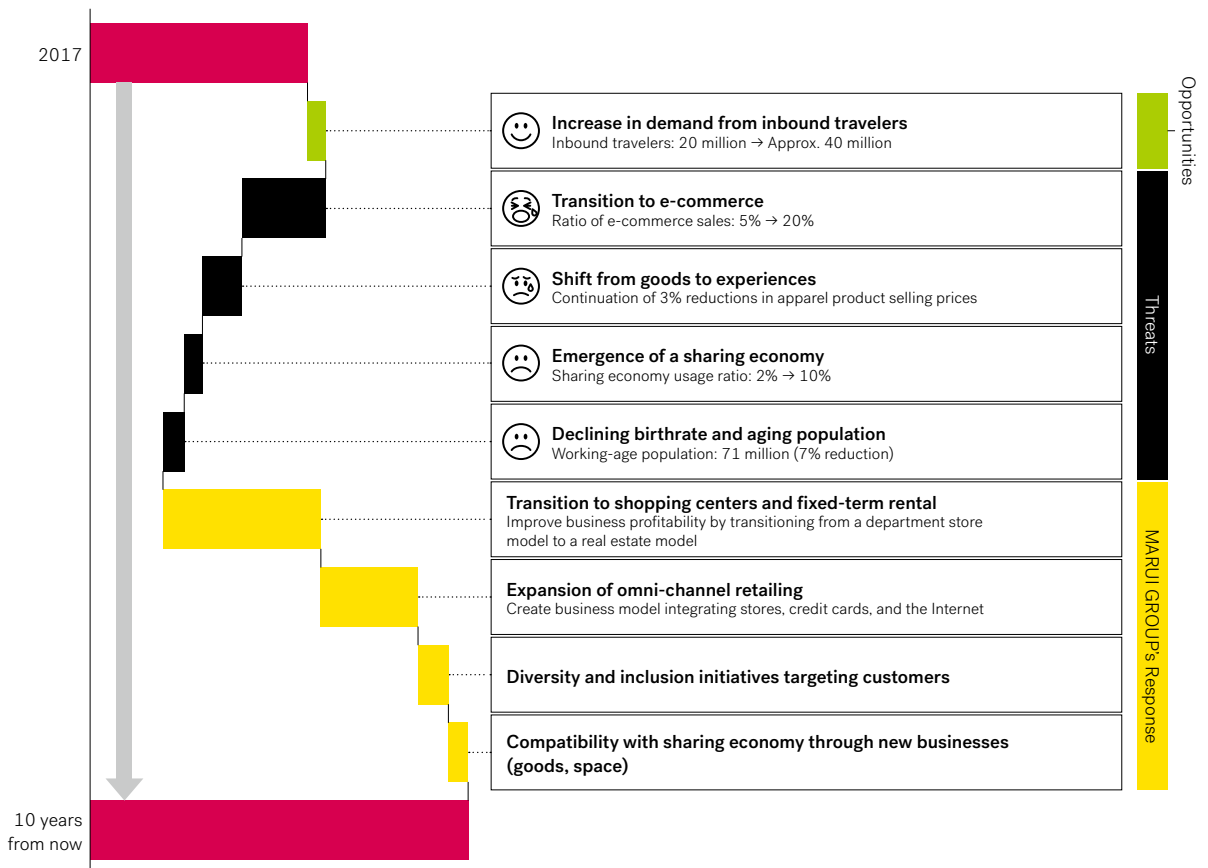 2017
Increase in demand from inbound travelers
Inbound travelers: 20 million → Approx. 40 million
Transition to e-commerce
Ratio of e-commerce sales: 5% → 20%
Shift from goods to experiences
Continuation of 3% reductions in apparel product selling prices
Emergence of a sharing economy
Sharing economy usage ratio: 2% → 10%
Declining birthrate and aging population
Working-age population: 71 million (7% reduction)
Transition to shopping centers and fixed-term rental
Improve business profitability by transitioning from a department store
model to a real estate model
Expansion of omni-channel retailing
Create business model integrating stores, credit cards, and the Internet
Diversity and inclusion initiatives targeting customers
Compatibility with sharing economy through new businesses
(goods, space)
10 years
from now
Opportunities
Threats
MARUI GROUP's Response